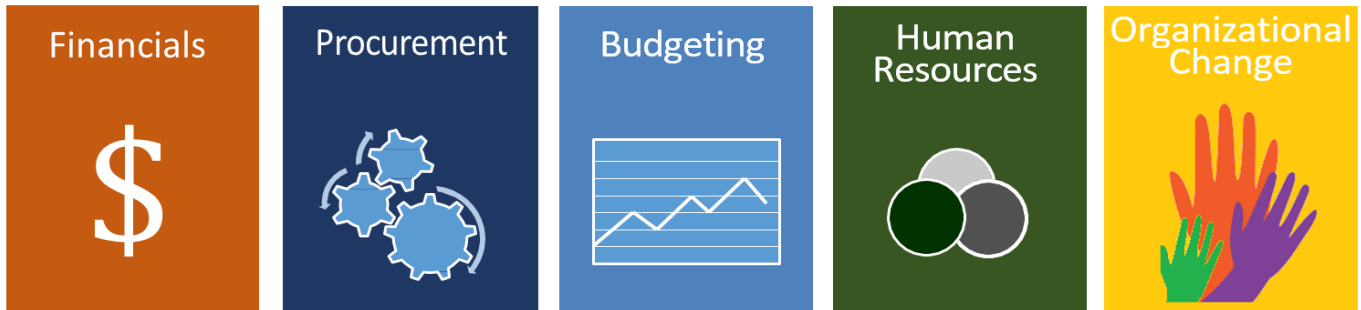 Financials
Procurement
Budgeting
Human
Resources
Organizational
Change
$